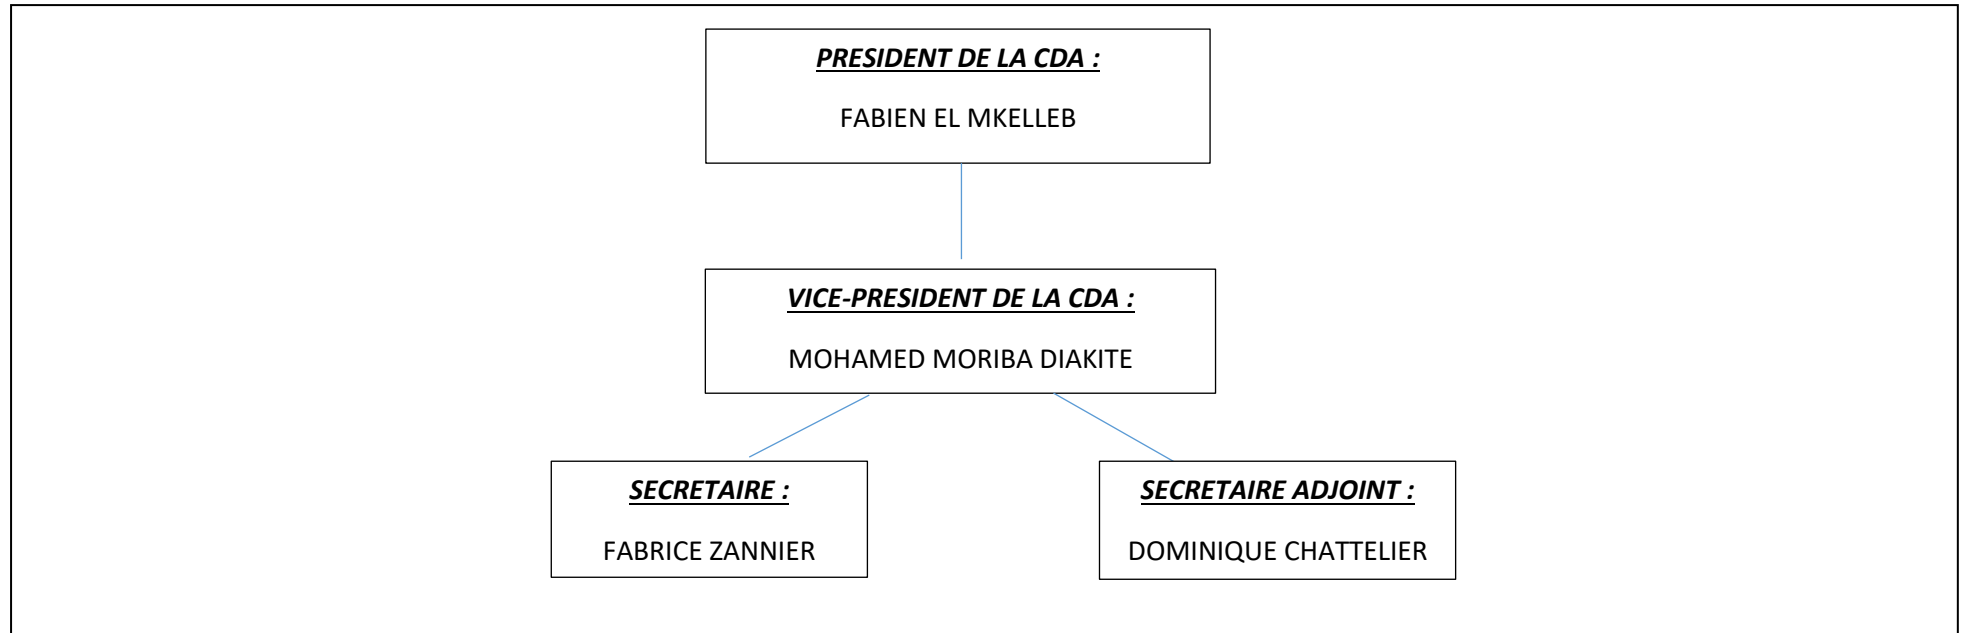 PRESIDENT DE LA CDA :
FABIEN EL MKELLEB
VICE-PRESIDENT DE LA CDA :
MOHAMED MORIBA DIAKITE
SECRETAIRE :
FABRICE ZANNIER
SECRETAIRE ADJOINT :
DOMINIQUE CHATTELIER